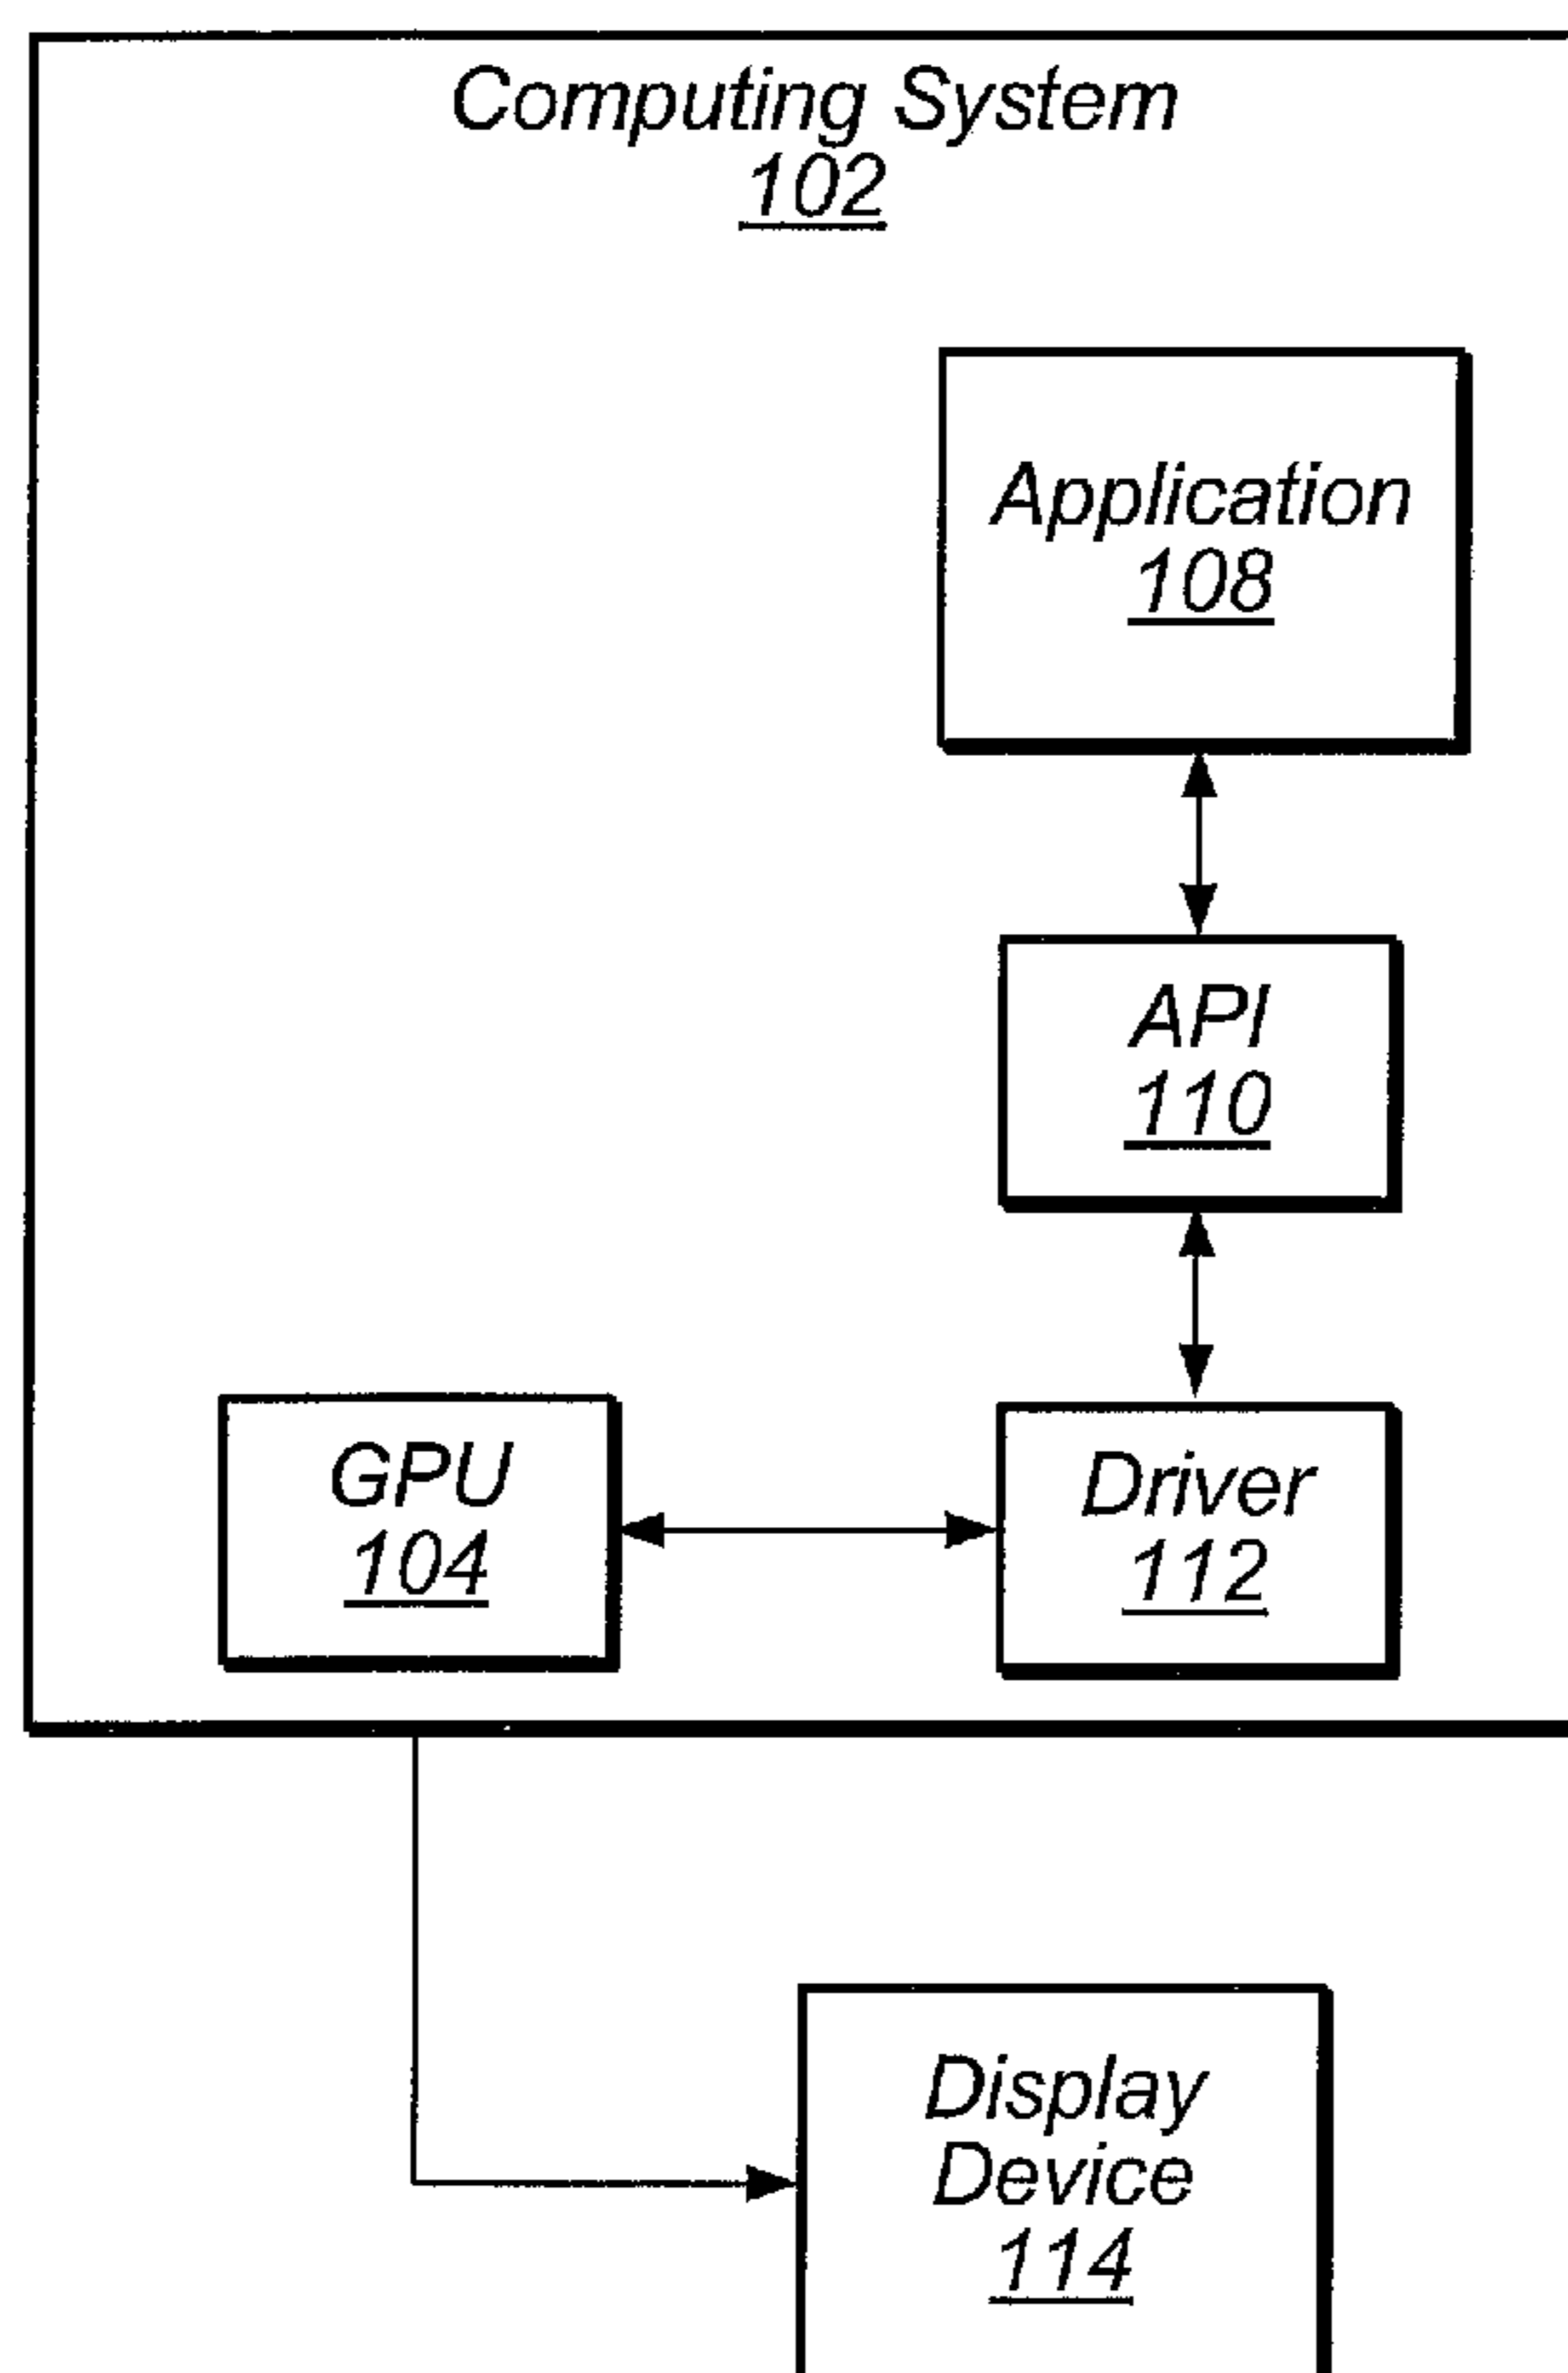 Computing System
102
Application
108
API
110
GPU
104
Driver
112
Display
Device
114